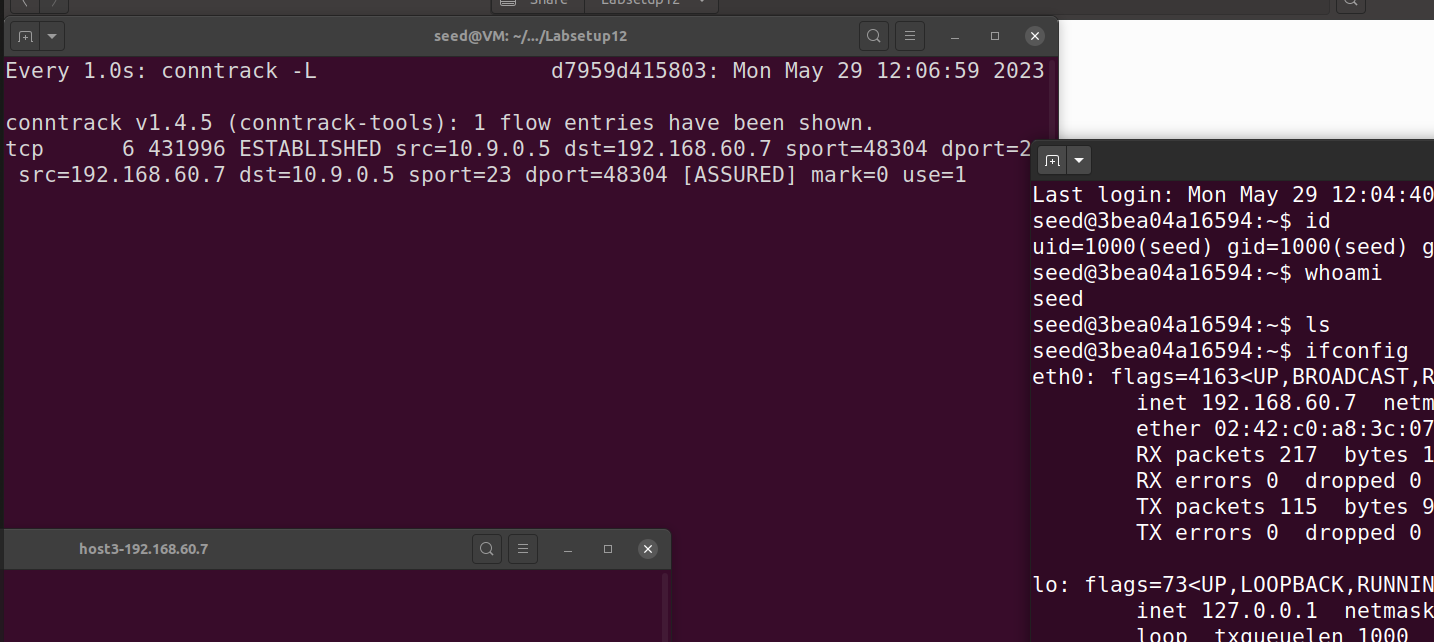 Share Labsetup12
seed@VM: ~/.../Labsetup12
Every 1.0s: conntrack -L d7959d415803: Mon May 29 12:06:59 2023
conntrack v1.4.5 (conntrack-tools): 1 flow entries have been shown.
tcp 6 431996 ESTABLISHED src=10.9.0.5 dst=192.168.60.7 sport=48304 dport=2
src=192.168.60.7 dst=10.9.0.5 sport=23 dport=48304 [ASSURED] mark=0 use=1
host3-192.168.60.7
Last login: Mon May 29 12:04:40
seed@3bea04a16594:~$ id
uid=1000(seed) gid=1000(seed) g
seed@3bea04a16594:~$ whoami
seed
seed@3bea04a16594:~$ ls
seed@3bea04a16594:~$ ifconfig
eth0: flags=4163<UP,BROADCAST,R
inet 192.168.60.7 netm
ether 02:42:c0:a8:3c:07
RX packets 217 bytes 1
RX errors 0 dropped 0
TX packets 115 bytes 9
TX errors 0 dropped 0
lo: flags=73<UP,LOOPBACK,RUNNIN
inet 127.0.0.1 netmask
loop txqueuelen 1000